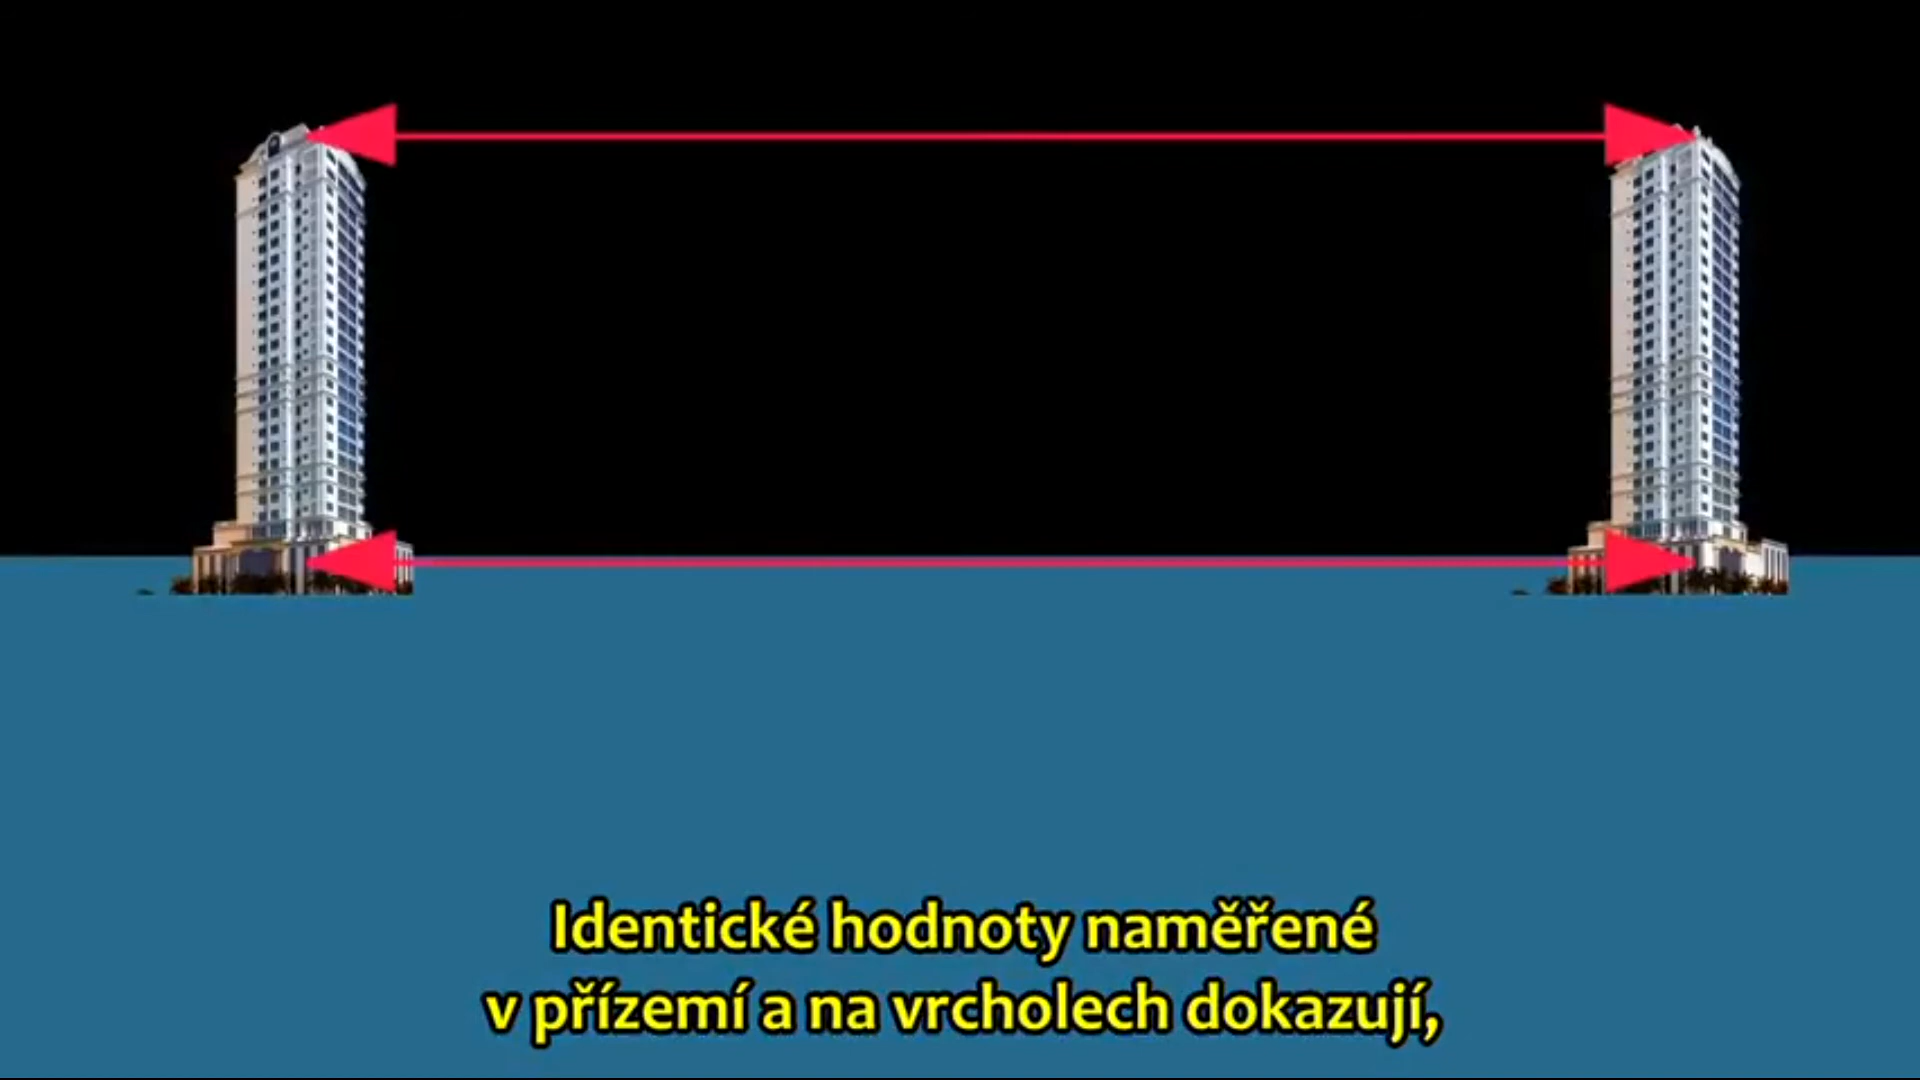 Identické hodnoty naměřené
v přízemí a na vrcholech dokazují,